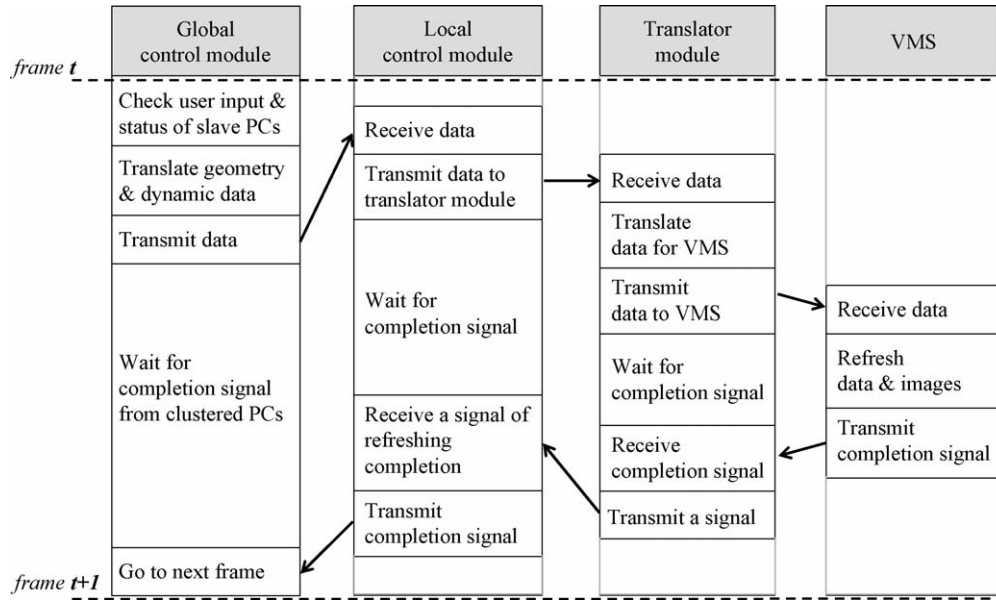 Global
control module
Local
control module
Translator
module
VMS
frame t
Check user input &
status of slave PCs
Translate geometry
& dynamic data
Transmit data
Wait for
completion signal
from clustered PCs
Go to next frame
Receive data
Transmit data to
translator module
Wait for
completion signal
Receive a signal of
refreshing
completion
Transmit
completion signal
Receive data
Translate
data for VMS
Transmit
data to VMS
Wait for
completion signal
Receive
completion signal
Transmit a signal
Receive data
Refresh
data & images
Transmit
completion signal
frame t+1